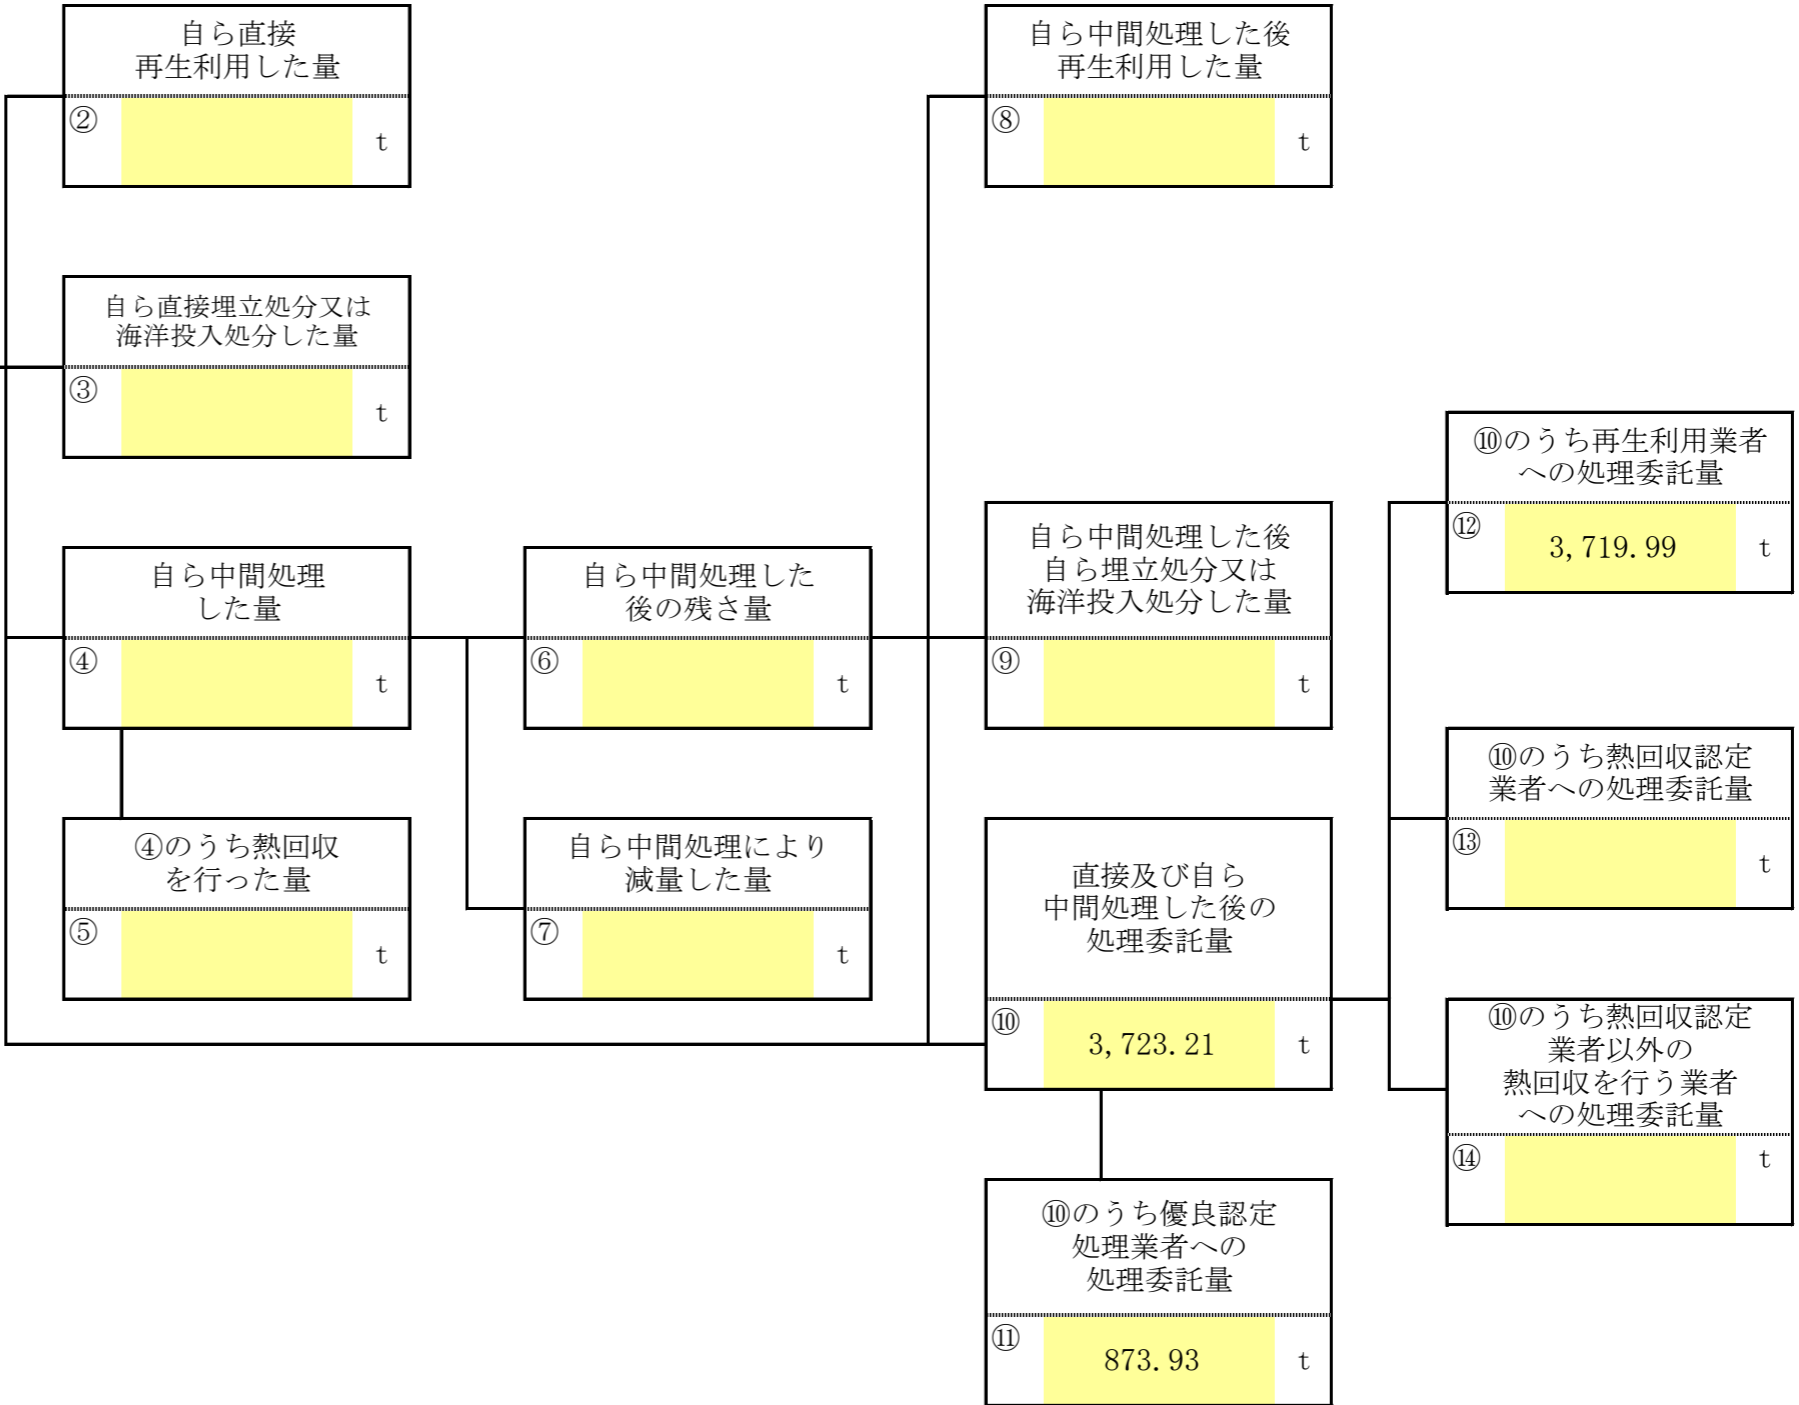 自ら直接
再生利用した量
②
t
自ら中間処理した後
再生利用した量
⑧
t
自ら直接埋立処分又は
海洋投入処分した量
③
t
⑩のうち再生利用業者
への処理委託量
⑫
3,719.99
t
自ら中間処理
した量
④
t
自ら中間処理した
後の残さ量
⑥
t
自ら中間処理した後
自ら埋立処分又は
海洋投入処分した量
⑨
t
⑩のうち熱回収認定
業者への処理委託量
⑬
t
④のうち熱回収
を行った量
⑤
t
自ら中間処理により
減量した量
⑦
t
直接及び自ら
中間処理した後の
処理委託量
⑩
3,723.21
t
⑩のうち熱回収認定
業者以外の
熱回収を行う業者
への処理委託量
⑭
t
⑩のうち優良認定
処理業者への
処理委託量
⑪
873.93
t